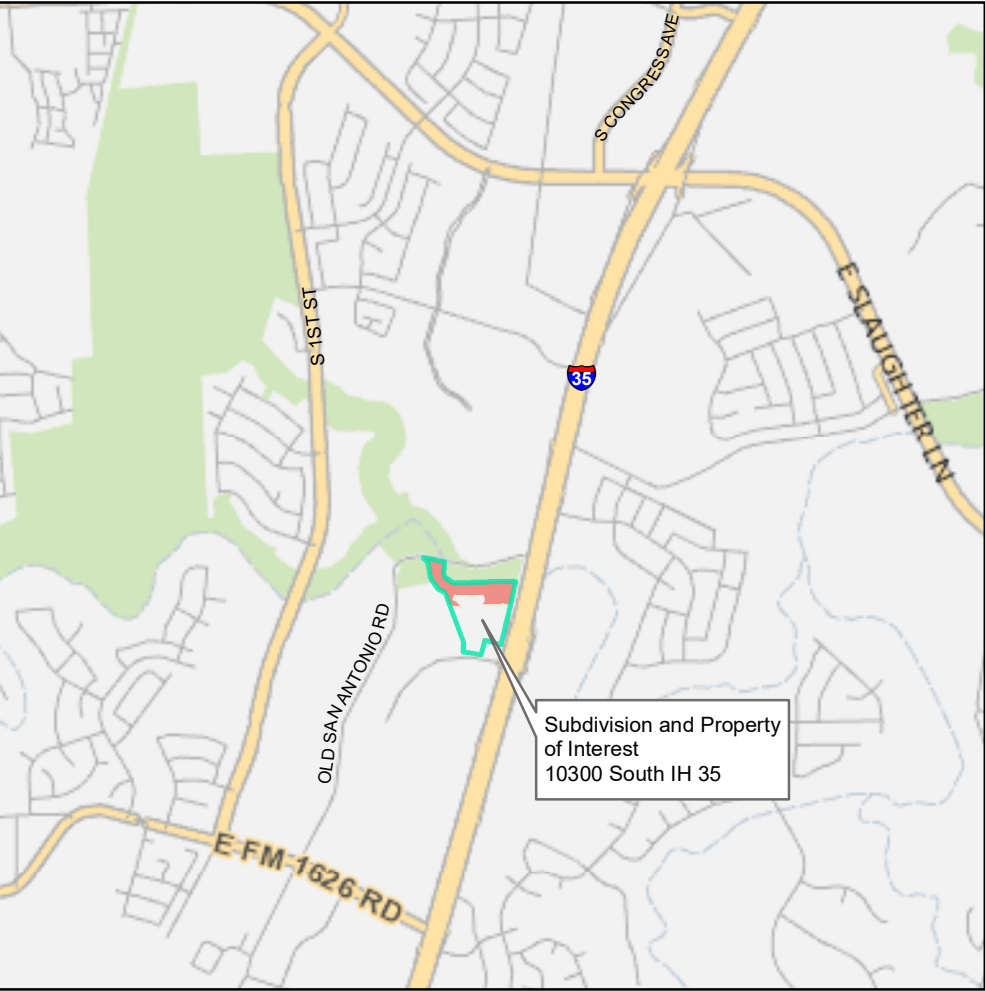 S CONGRESS AVE
E SLAUGHTER LN
S 1ST ST
35
OLD SAN ANTONIO RD
Subdivision and Property
of Interest
10300 South IH 35
E FM 1626 RD